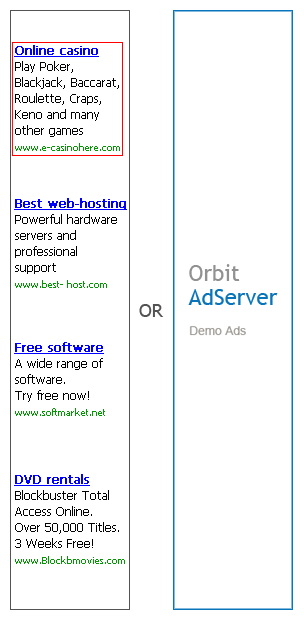 Online casino
Play Poker,
Blackjack, Baccarat,
Roulette, Craps,
Keno and many
other games
www.e-casinohere.com
Best web-hosting
Powerful hardware
servers and
professional
support
www.best- host.com
Free software
A wide range of
software.
Try free now!
www.softmarket.net
DVD rentals
Blockbuster Total
Access Online.
Over 50,000 Titles.
3 Weeks Free!
www.Blockbmovies.com
OR
Orbit
AdServer
Demo Ads